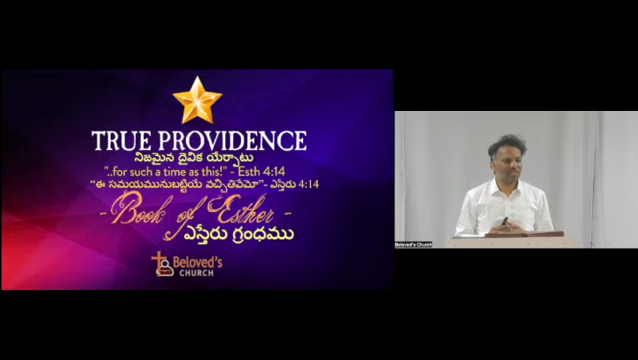 TRUE PROVIDENCE
నిజమైన దైవిక యేర్పాటు
"..for such a time as this!" - Esth 4:14
"ఈ సమయమునుబట్టియే వచ్చితివేమో"- ఎస్తేరు 4:14
- Book of Esther -
ఎస్తేరు గ్రంథము
Beloved's
CHURCH
Beloved's Church